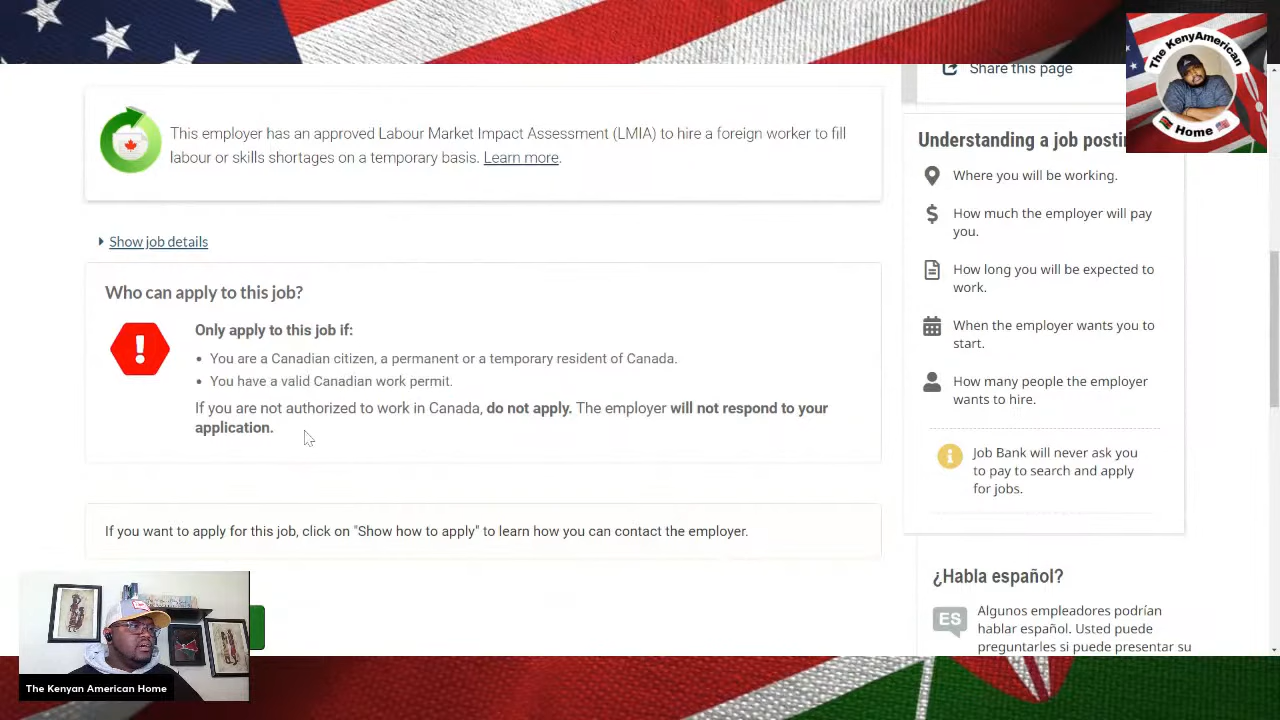 Share this page
The KenyAmerican
Home
This employer has an approved Labour Market Impact Assessment (LMIA) to hire a foreign worker to fill
labour or skills shortages on a temporary basis. Learn more.
Show job details
Who can apply to this job?
Only apply to this job if:
• You are a Canadian citizen, a permanent or a temporary resident of Canada.
• You have a valid Canadian work permit.
If you are not authorized to work in Canada, do not apply. The employer will not respond to your
application.
If you want to apply for this job, click on "Show how to apply" to learn how you can contact the employer.
Understanding a job posti
Where you will be working.
How much the employer will pay
you.
How long you will be expected to
work.
When the employer wants you to
start.
How many people the employer
wants to hire.
Job Bank will never ask you
to pay to search and apply
for jobs.
¿Habla español?
ES
Algunos empleadores podrían
hablar español. Usted puede
preguntarles si puede presentar su
The Kenyan American Home